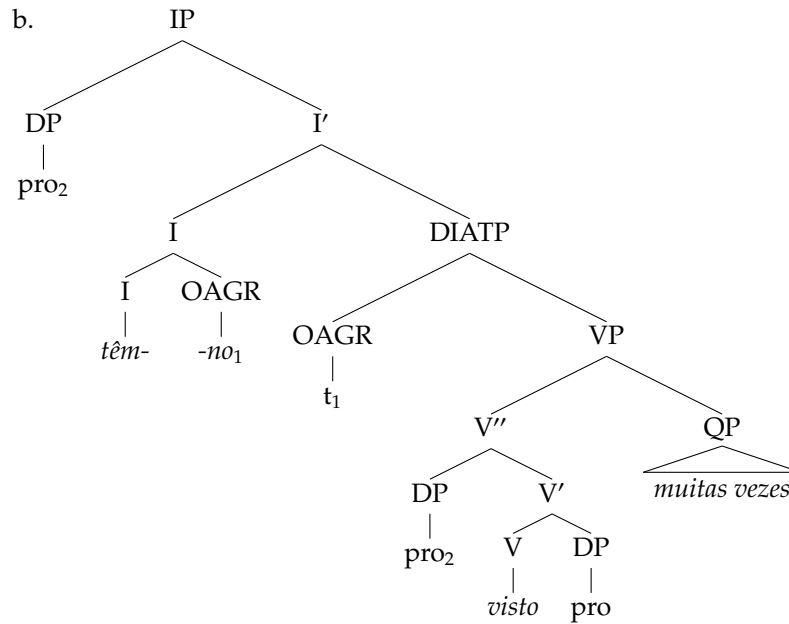 b. IP
DP I′
pro₂
I DIATP
I OAGR
têm- -no₁
OAGR VP
t₁
V″ QP
muitas vezes
DP V′
pro₂
V DP
visto pro